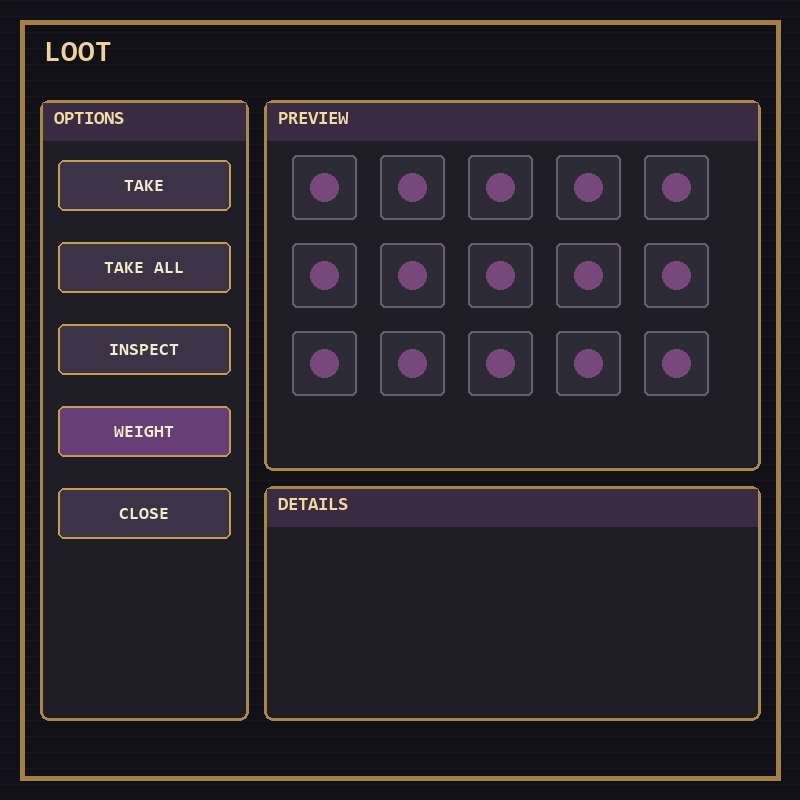 LOOT
OPTIONS
TAKE
TAKE ALL
INSPECT
WEIGHT
CLOSE
PREVIEW
DETAILS